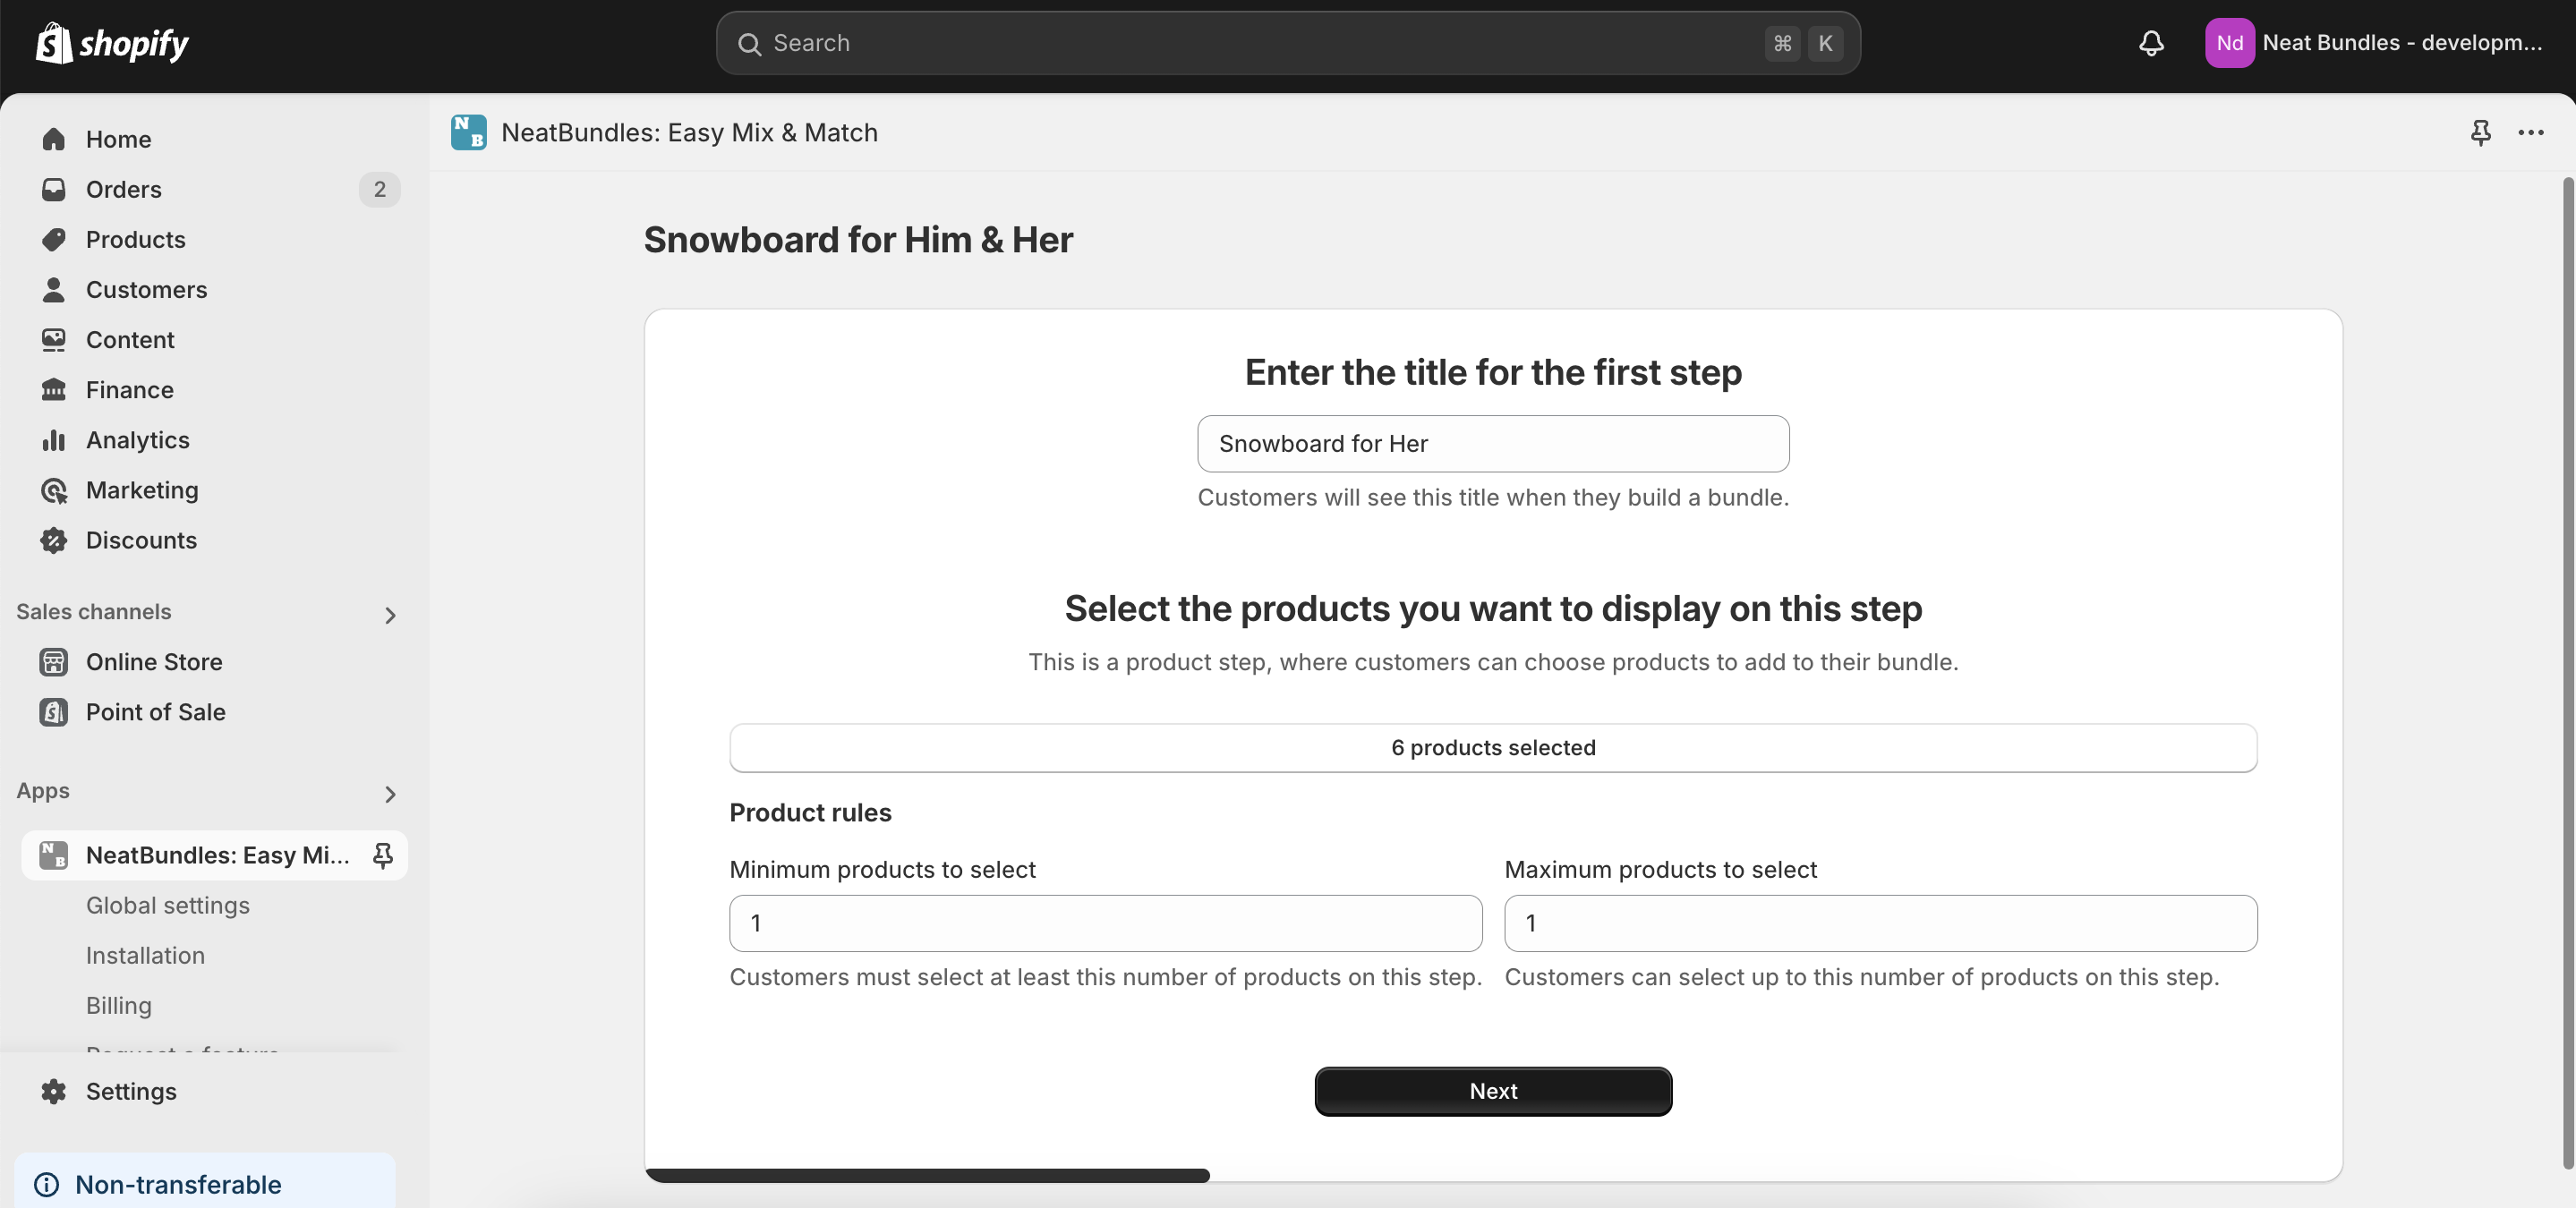 shopify
Search
⌘ K
Nd Neat Bundles - developm...
Home
Orders 2
Products
Customers
Content
Finance
Analytics
Marketing
Discounts
Sales channels
Online Store
Point of Sale
Apps
NB NeatBundles: Easy Mi...
Global settings
Installation
Billing
Request a feature
Settings
Non-transferable
NB NeatBundles: Easy Mix & Match
Snowboard for Him & Her
Enter the title for the first step
Snowboard for Her
Customers will see this title when they build a bundle.
Select the products you want to display on this step
This is a product step, where customers can choose products to add to their bundle.
6 products selected
Product rules
Minimum products to select
1
Customers must select at least this number of products on this step.
Maximum products to select
1
Customers can select up to this number of products on this step.
Next